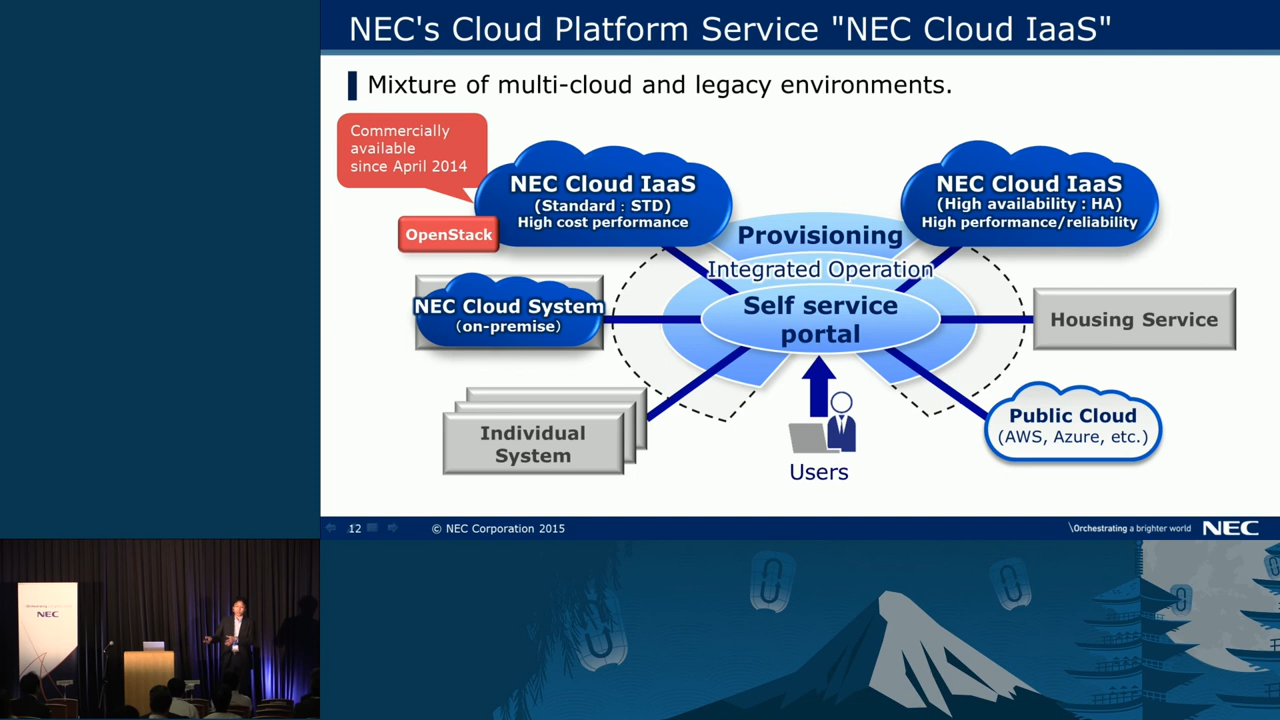 NEC's Cloud Platform Service "NEC Cloud IaaS"
Mixture of multi-cloud and legacy environments.
Commercially
available
since April 2014
NEC Cloud IaaS
(Standard : STD)
High cost performance
OpenStack
NEC Cloud IaaS
(High availability : HA)
High performance/reliability
Provisioning
Integrated Operation
Self service
portal
NEC Cloud System
(on-premise)
Housing Service
Individual
System
Public Cloud
(AWS, Azure, etc.)
Users
12
© NEC Corporation 2015
\Orchestrating a brighter world
NEC
NEC